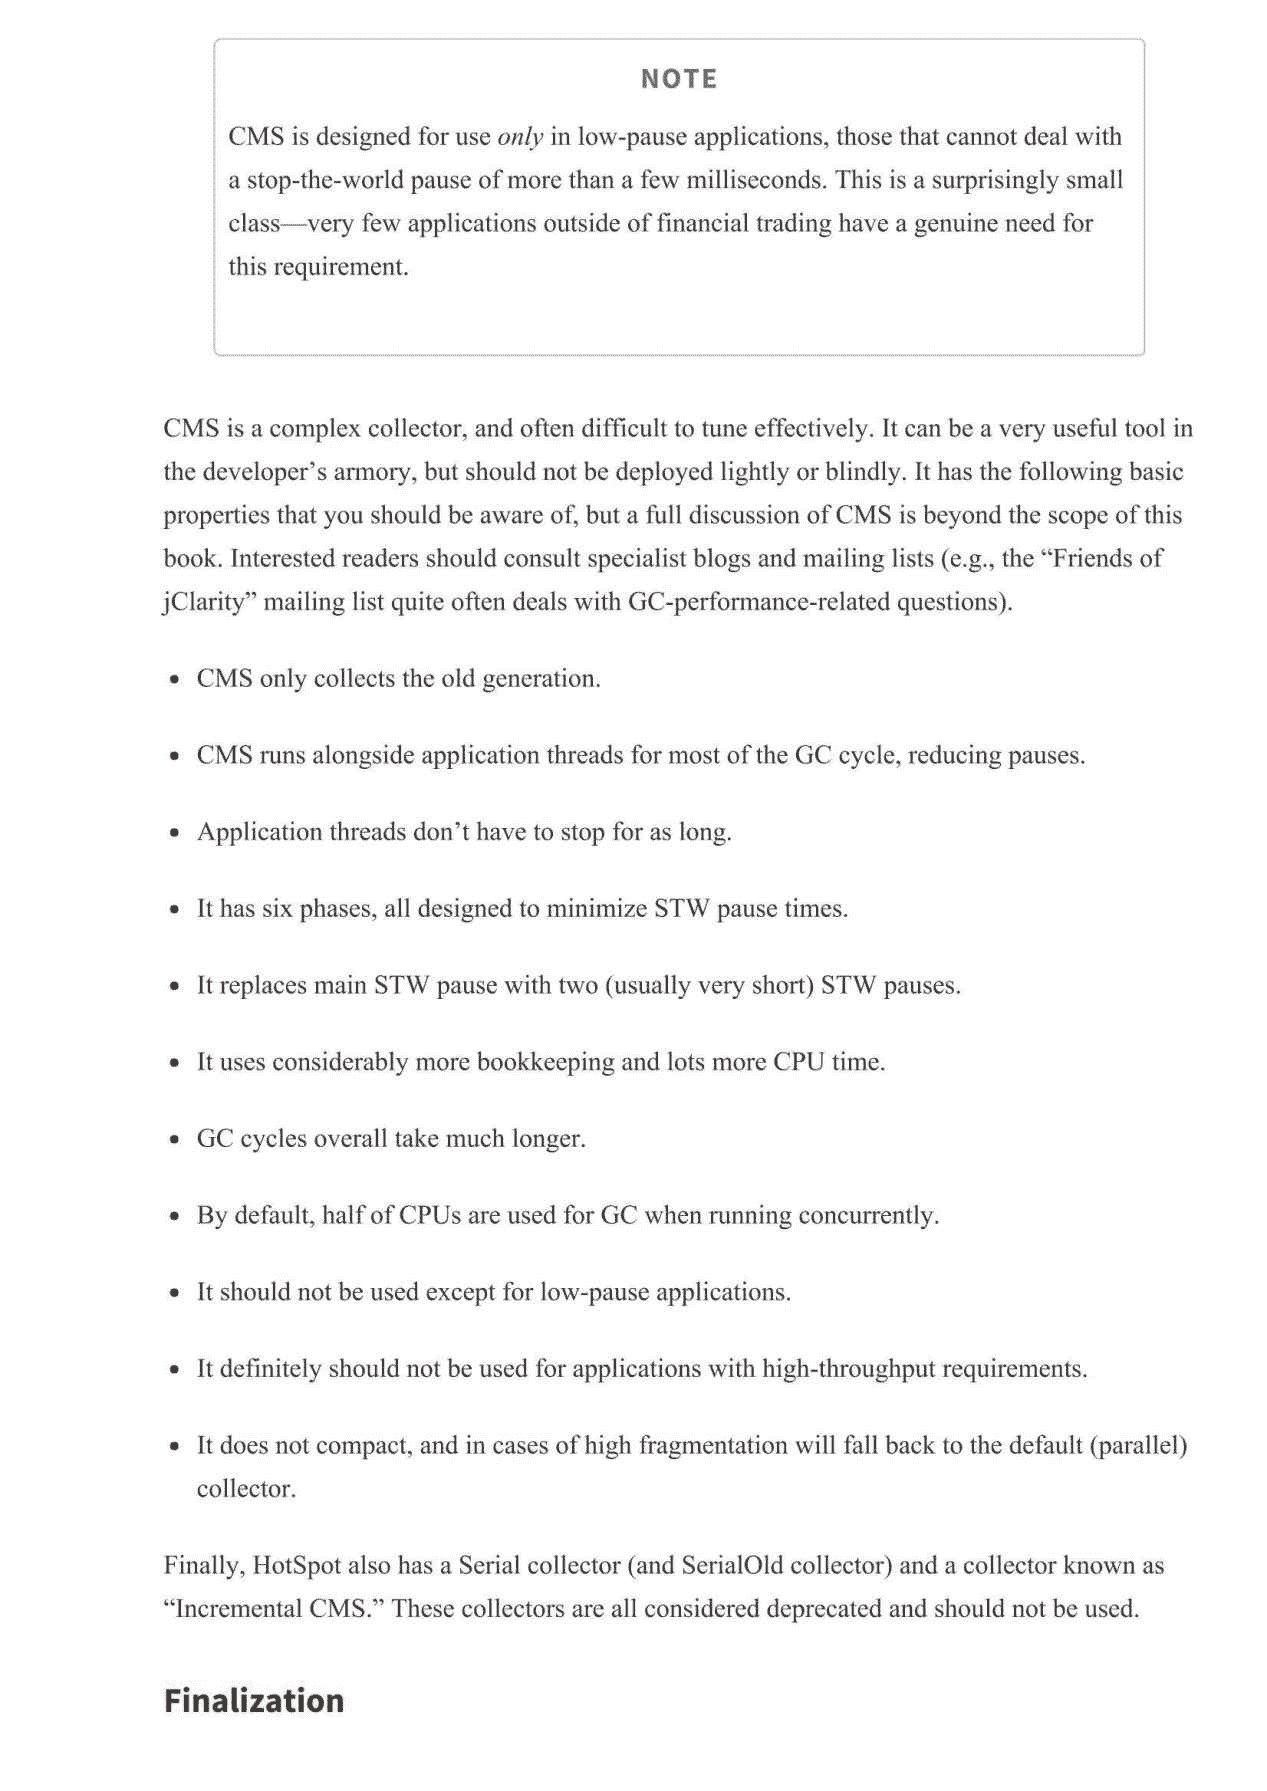 NOTE
CMS is designed for use only in low-pause applications, those that cannot deal with
a stop-the-world pause of more than a few milliseconds. This is a surprisingly small
class—very few applications outside of financial trading have a genuine need for
this requirement.
CMS is a complex collector, and often difficult to tune effectively. It can be a very useful tool in
the developer’s armory, but should not be deployed lightly or blindly. It has the following basic
properties that you should be aware of, but a full discussion of CMS is beyond the scope of this
book. Interested readers should consult specialist blogs and mailing lists (e.g., the “Friends of
jClarity” mailing list quite often deals with GC-performance-related questions).
• CMS only collects the old generation.
• CMS runs alongside application threads for most of the GC cycle, reducing pauses.
• Application threads don’t have to stop for as long.
• It has six phases, all designed to minimize STW pause times.
• It replaces main STW pause with two (usually very short) STW pauses.
• It uses considerably more bookkeeping and lots more CPU time.
• GC cycles overall take much longer.
• By default, half of CPUs are used for GC when running concurrently.
• It should not be used except for low-pause applications.
• It definitely should not be used for applications with high-throughput requirements.
• It does not compact, and in cases of high fragmentation will fall back to the default (parallel)
collector.
Finally, HotSpot also has a Serial collector (and SerialOld collector) and a collector known as
“Incremental CMS.” These collectors are all considered deprecated and should not be used.
Finalization